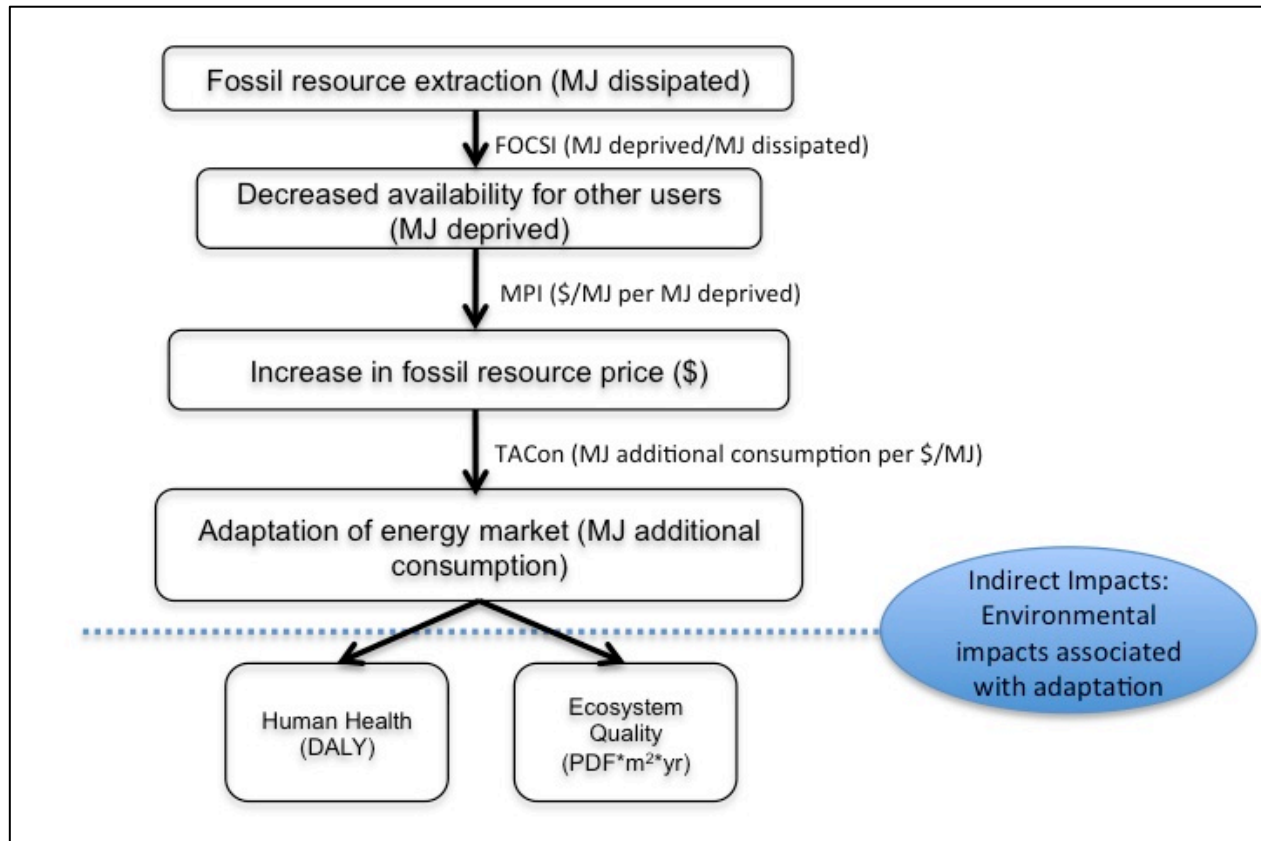 Fossil resource extraction (MJ dissipated)
FOCSI (MJ deprived/MJ dissipated)
Decreased availability for other users
(MJ deprived)
MPI ($/MJ per MJ deprived)
Increase in fossil resource price ($)
TACon (MJ additional consumption per $/MJ)
Adaptation of energy market (MJ additional
consumption)
Indirect Impacts:
Environmental
impacts associated
with adaptation
Human Health
(DALY)
Ecosystem
Quality
(PDF*m²*yr)